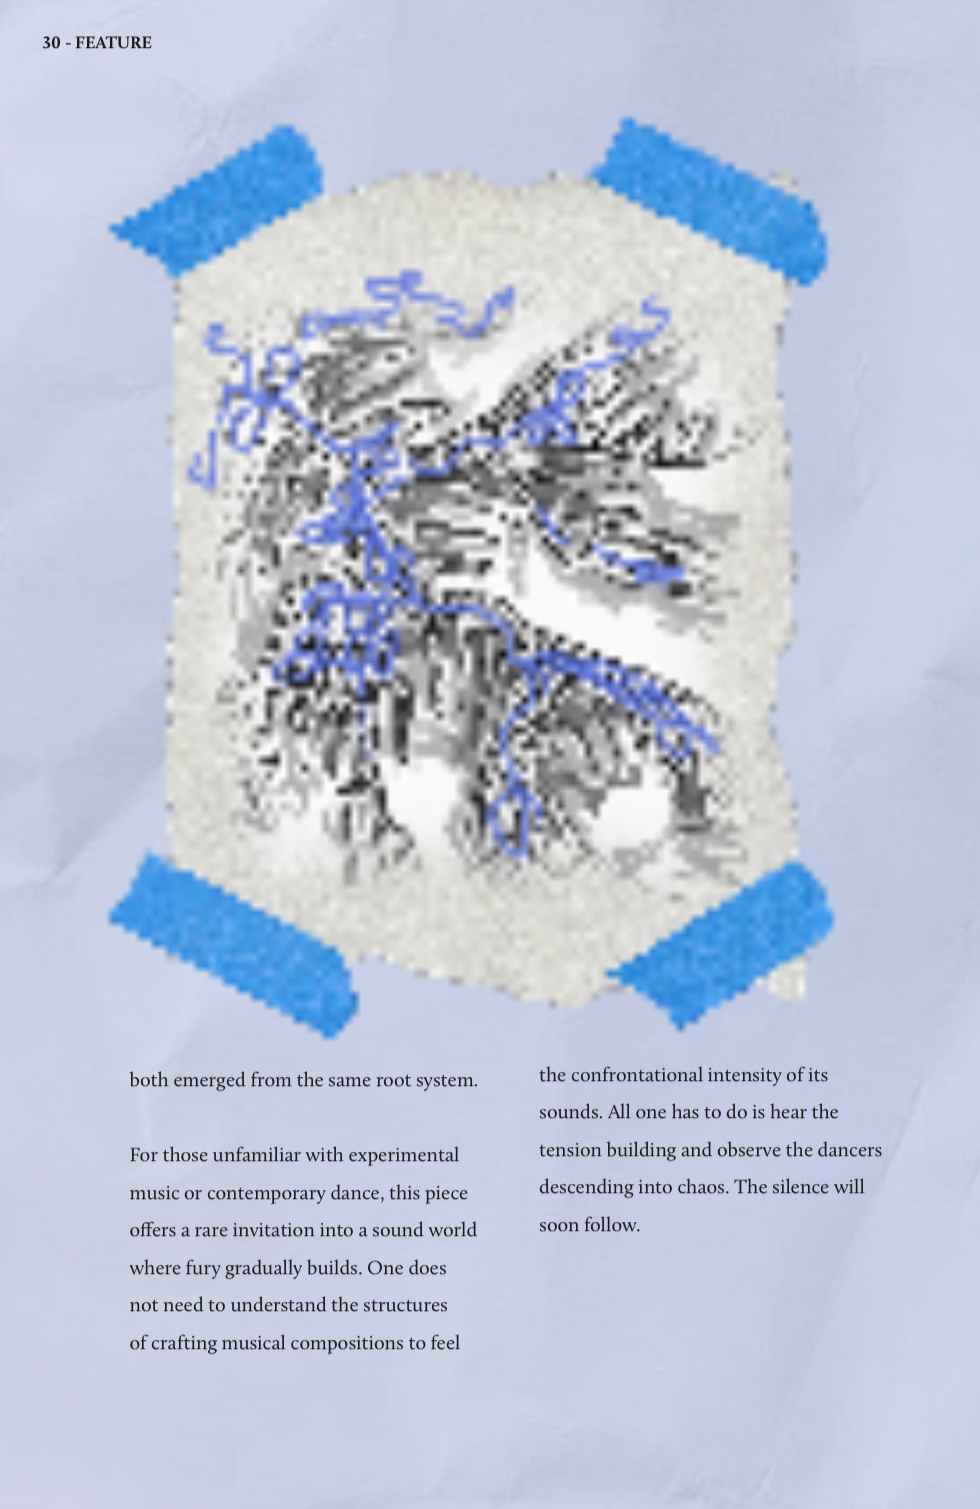 30 - FEATURE
both emerged from the same root system.
For those unfamiliar with experimental
music or contemporary dance, this piece
offers a rare invitation into a sound world
where fury gradually builds. One does
not need to understand the structures
of crafting musical compositions to feel
the confrontational intensity of its
sounds. All one has to do is hear the
tension building and observe the dancers
descending into chaos. The silence will
soon follow.